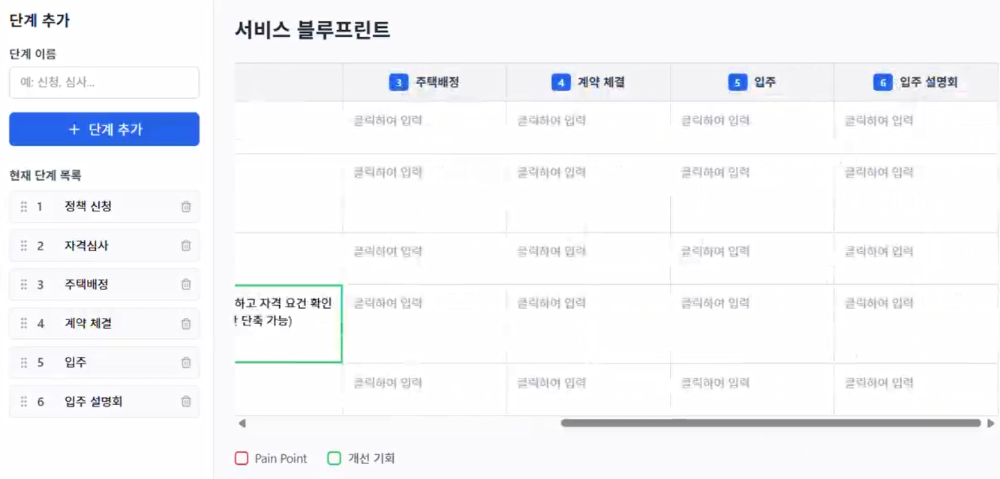 단계 추가
단계 이름
예: 신청, 심사...
+ 단계 추가
현재 단계 목록
1 정책 신청
2 자격심사
3 주택배정
4 계약 체결
5 입주
6 입주 설명회
서비스 블루프린트
3 주택배정 4 계약 체결 5 입주 6 입주 설명회
클릭하여 입력 클릭하여 입력 클릭하여 입력 클릭하여 입력
클릭하여 입력 클릭하여 입력 클릭하여 입력 클릭하여 입력
클릭하여 입력 클릭하여 입력 클릭하여 입력 클릭하여 입력
하고 자격 요건 확인 클릭하여 입력 클릭하여 입력 클릭하여 입력 클릭하여 입력
단축 가능)
클릭하여 입력 클릭하여 입력 클릭하여 입력 클릭하여 입력
Pain Point 개선 기회